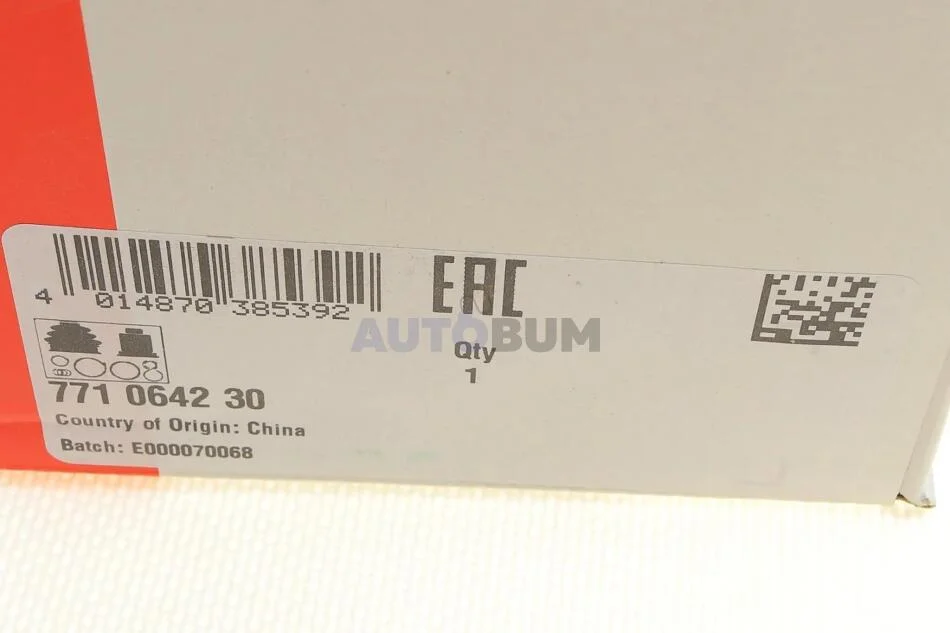 4 014870 385392
EAC
AUTOBUM
Qty
1
771 0642 30
Country of Origin: China
Batch: E000070068